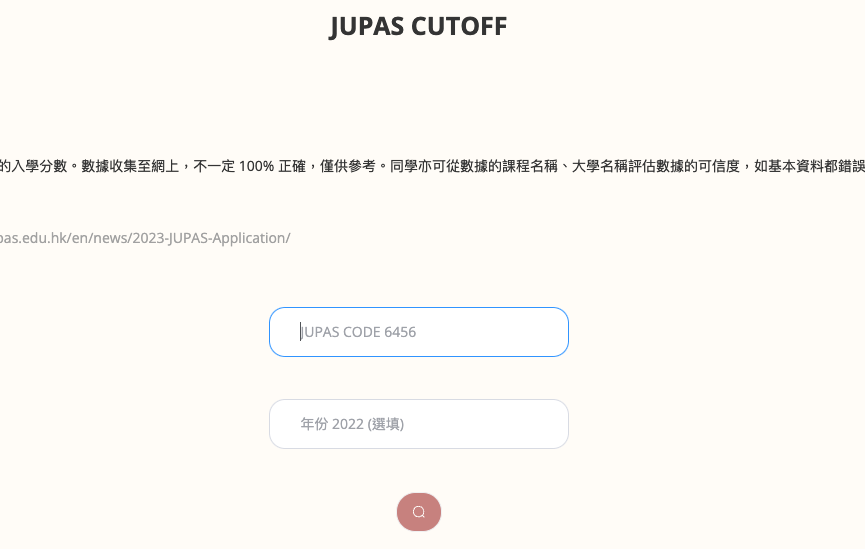 JUPAS CUTOFF
的入學分數。數據收集至網上，不一定 100% 正確，僅供參考。同學亦可從數據的課程名稱、大學名稱評估數據的可信度，如基本資料都錯誤
pas.edu.hk/en/news/2023-JUPAS-Application/
JUPAS CODE 6456
年份 2022 (選填)